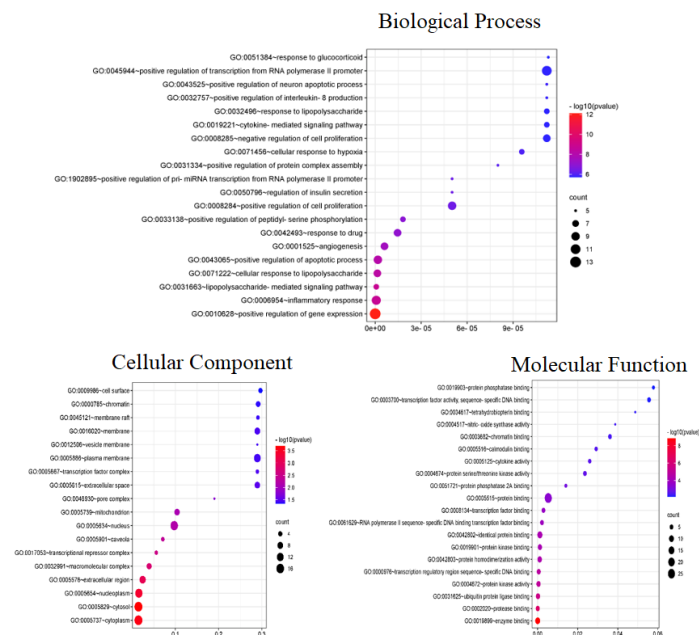 Biological Process
GO:0051384~response to glucocorticoid
GO:0045944~positive regulation of transcription from RNA polymerase II promoter
GO:0043525~positive regulation of neuron apoptotic process
GO:0032757~positive regulation of interleukin- 8 production
GO:0032496~response to lipopolysaccharide
GO:0019221~cytokine- mediated signaling pathway
GO:0008285~negative regulation of cell proliferation
GO:0071456~cellular response to hypoxia
GO:0031334~positive regulation of protein complex assembly
GO:1902895~positive regulation of pri- miRNA transcription from RNA polymerase II promoter
GO:0050796~regulation of insulin secretion
GO:0008284~positive regulation of cell proliferation
GO:0033138~positive regulation of peptidyl- serine phosphorylation
GO:0042493~response to drug
GO:0001525~angiogenesis
GO:0043065~positive regulation of apoptotic process
GO:0071222~cellular response to lipopolysaccharide
GO:0031663~lipopolysaccharide- mediated signaling pathway
GO:0006954~inflammatory response
GO:0010628~positive regulation of gene expression
0e+00 3e- 05 6e- 05 9e- 05
- log10(pvalue)
12
10
8
6
count
5
7
9
11
13
Cellular Component
GO:0009986~cell surface
GO:0000785~chromatin
GO:0045121~membrane raft
GO:0016020~membrane
GO:0012506~vesicle membrane
GO:0005886~plasma membrane
GO:0005667~transcription factor complex
GO:0005615~extracellular space
GO:0046930~pore complex
GO:0005739~mitochondrion
GO:0005634~nucleus
GO:0005901~caveola
GO:0017053~transcriptional repressor complex
GO:0032991~macromolecular complex
GO:0005576~extracellular region
GO:0005654~nucleoplasm
GO:0005829~cytosol
GO:0005737~cytoplasm
0.1 0.2 0.3
- log10(pvalue)
3.5
3.0
2.5
2.0
1.5
count
4
8
12
16
Molecular Function
GO:0019903~protein phosphatase binding
GO:0003700~transcription factor activity, sequence- specific DNA binding
GO:0034617~tetrahydrobiopterin binding
GO:0004517~nitric- oxide synthase activity
GO:0003682~chromatin binding
GO:0005516~calmodulin binding
GO:0005125~cytokine activity
GO:0004674~protein serine/threonine kinase activity
GO:0051721~protein phosphatase 2A binding
GO:0005515~protein binding
GO:0008134~transcription factor binding
GO:0061629~RNA polymerase II sequence- specific DNA binding transcription factor binding
GO:0042802~identical protein binding
GO:0019901~protein kinase binding
GO:0042803~protein homodimerization activity
GO:0000976~transcription regulatory region sequence- specific DNA binding
GO:0004672~protein kinase activity
GO:0031625~ubiquitin protein ligase binding
GO:0002020~protease binding
GO:0019899~enzyme binding
0.00 0.02 0.04 0.06
- log10(pvalue)
count
5
10
15
20
25